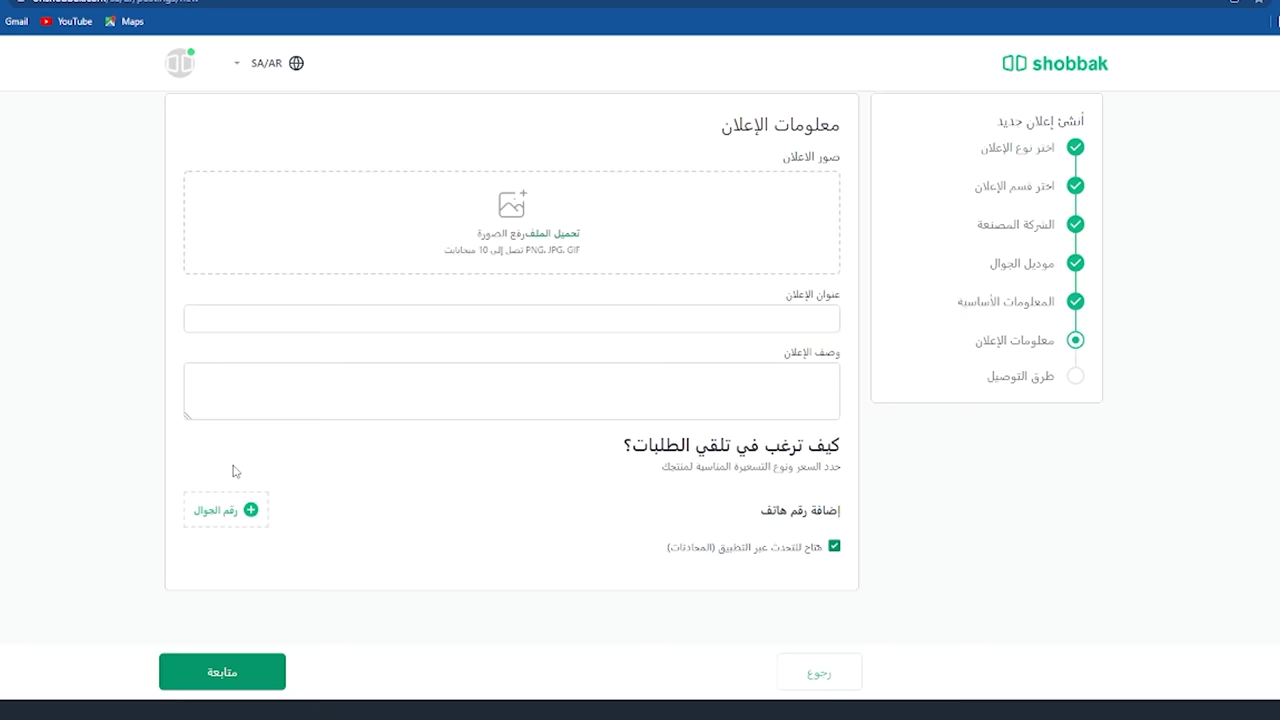 Gmail YouTube Maps
SA/AR
shobbak
أنشئ إعلان جديد
اختر نوع الإعلان
اختر قسم الإعلان
الشركة المصنعة
موديل الجوال
المعلومات الأساسية
معلومات الإعلان
طرق التوصيل
معلومات الإعلان
صور الاعلان
تحميل الملف رفع الصورة
PNG, JPG, GIF تصل إلى 10 ميجابايت
عنوان الإعلان
وصف الإعلان
كيف ترغب في تلقي الطلبات؟
حدد السعر ونوع التسعيرة المناسبة لمنتجك
إضافة رقم هاتف
رقم الجوال
متاح للتحدث عبر التطبيق (المحادثات)
رجوع
متابعة